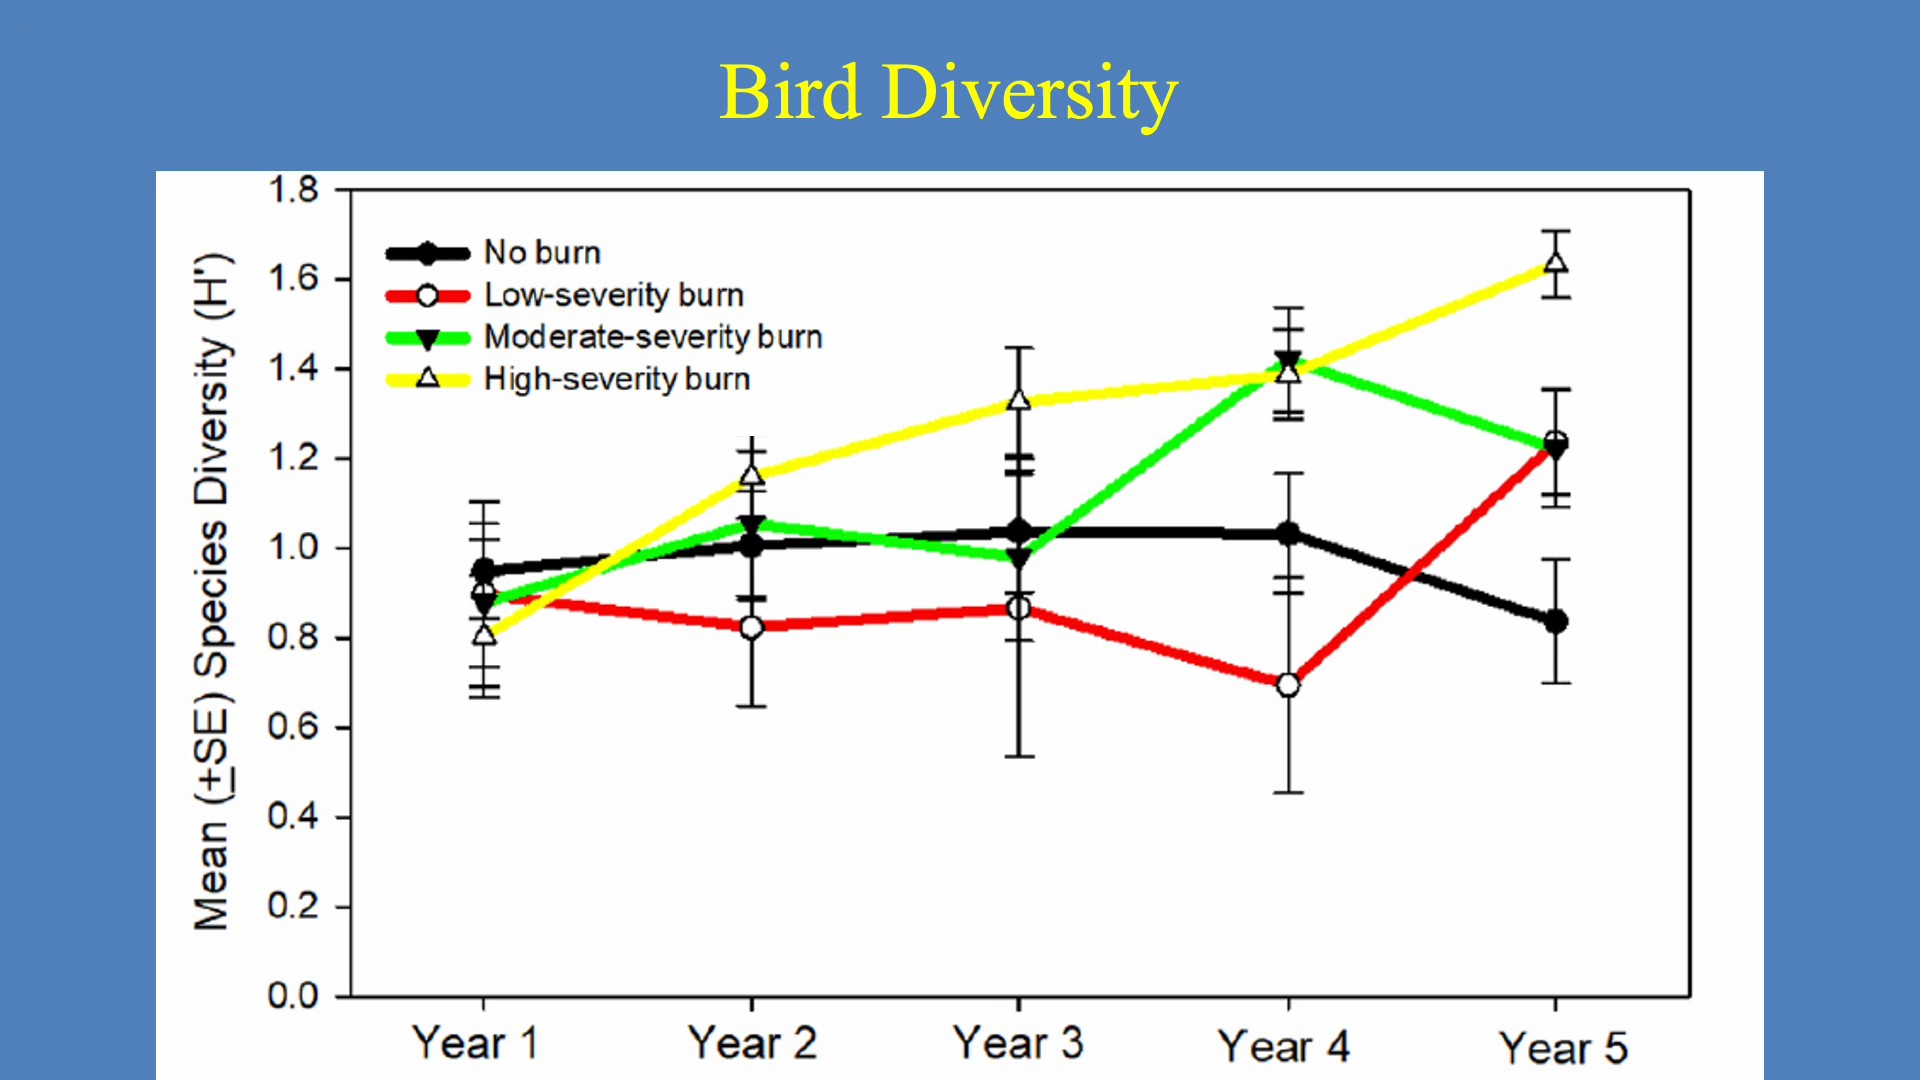 Bird Diversity
1.8
1.6
1.4
1.2
1.0
0.8
0.6
0.4
0.2
0.0
Mean (±SE) Species Diversity (H')
No burn
Low-severity burn
Moderate-severity burn
High-severity burn
Year 1
Year 2
Year 3
Year 4
Year 5